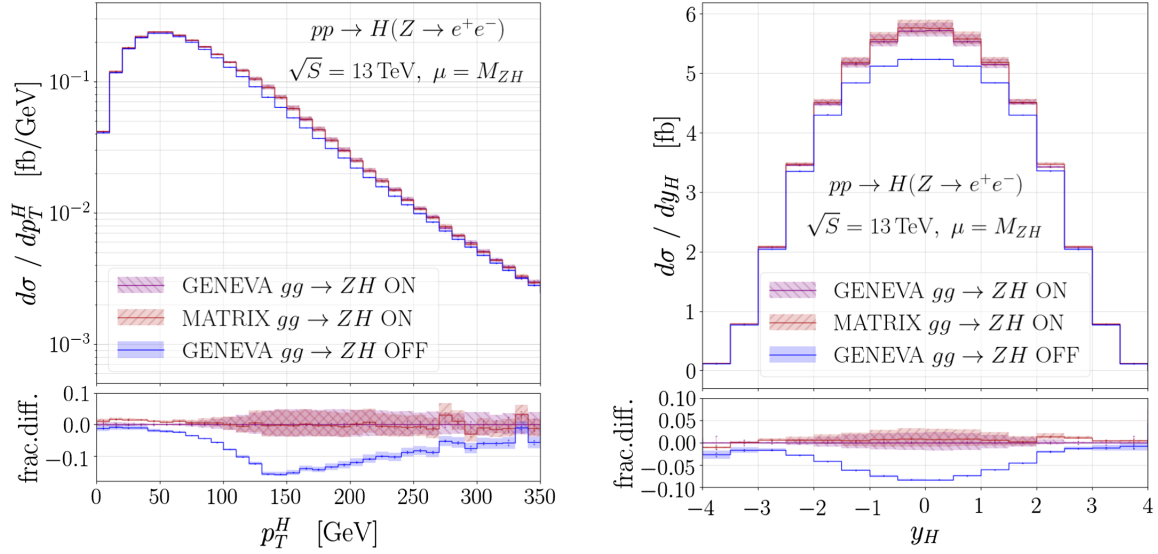 pp → H(Z → e⁺e⁻)
√S = 13 TeV, μ = M_ZH
dσ / dp_T^H [fb/GeV]
10⁻¹
10⁻²
10⁻³
GENEVA gg → ZH ON
MATRIX gg → ZH ON
GENEVA gg → ZH OFF
frac.diff.
0.1
0.0
−0.1
0 50 100 150 200 250 300 350
p_T^H [GeV]
dσ / dy_H [fb]
6
5
4
3
2
1
0
pp → H(Z → e⁺e⁻)
√S = 13 TeV, μ = M_ZH
GENEVA gg → ZH ON
MATRIX gg → ZH ON
GENEVA gg → ZH OFF
frac.diff.
0.10
0.05
0.00
−0.05
−0.10
−4 −3 −2 −1 0 1 2 3 4
y_H